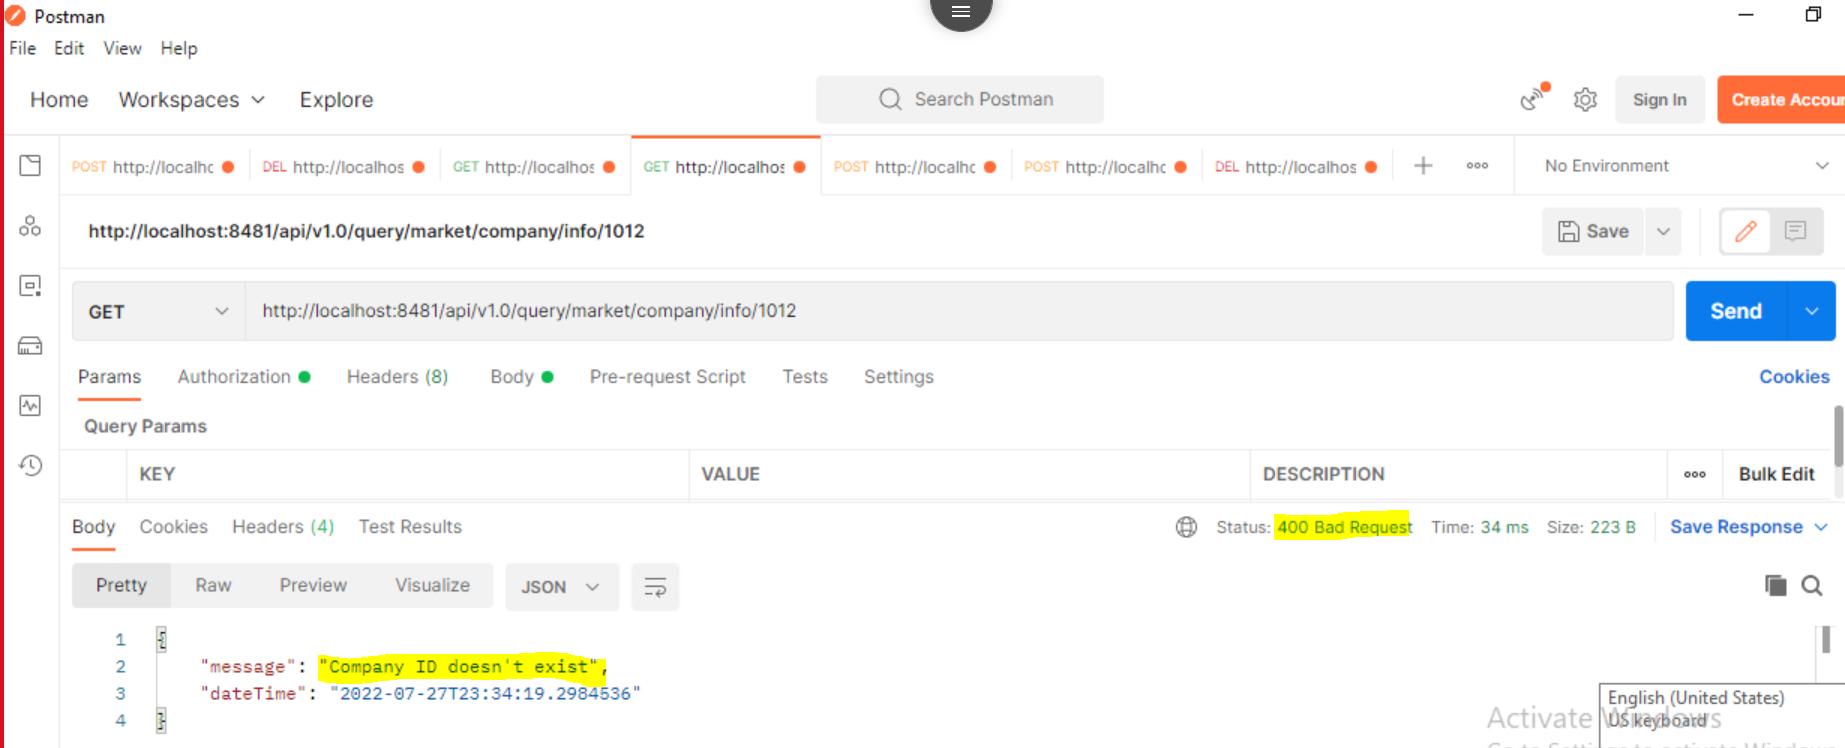 Postman
File Edit View Help
Home Workspaces Explore Search Postman Sign In Create Accou
POST http://localhc DEL http://localhos GET http://localhos GET http://localhos POST http://localhc POST http://localhc DEL http://localhos No Environment
http://localhost:8481/api/v1.0/query/market/company/info/1012 Save
GET http://localhost:8481/api/v1.0/query/market/company/info/1012 Send
Params Authorization Headers (8) Body Pre-request Script Tests Settings Cookies
Query Params
KEY VALUE DESCRIPTION Bulk Edit
Body Cookies Headers (4) Test Results Status: 400 Bad Request Time: 34 ms Size: 223 B Save Response
Pretty Raw Preview Visualize JSON
1 {
2 "message": "Company ID doesn't exist",
3 "dateTime": "2022-07-27T23:34:19.2984536"
4 }
English (United States)
Activate Windows
US keyboard